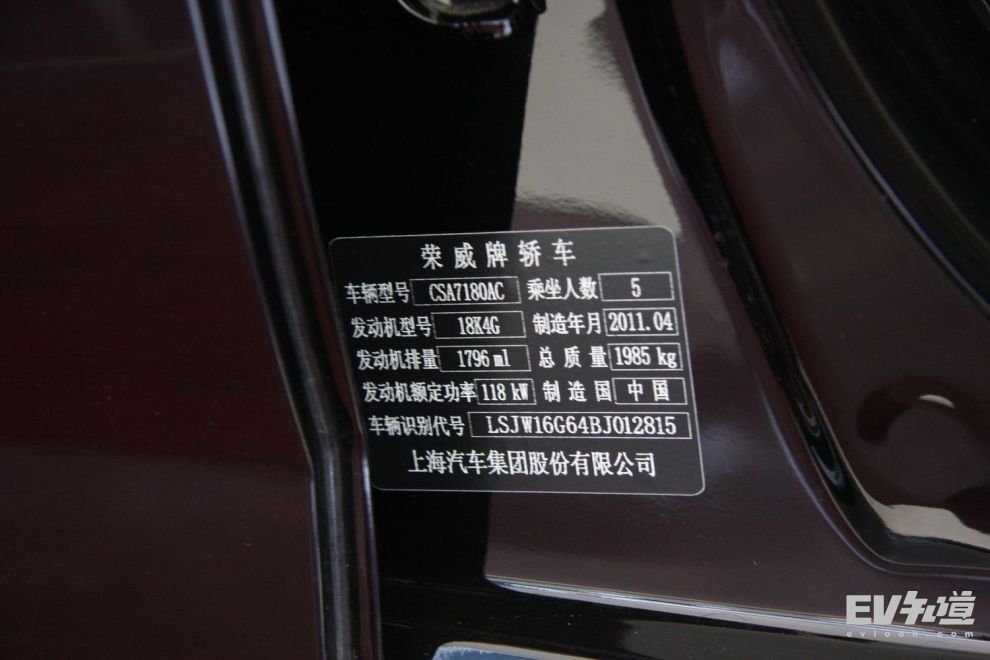 荣威牌轿车
车辆型号 CSA7180AC 乘坐人数 5
发动机型号 18K4G 制造年月 2011.04
发动机排量 1796 ml 总质量 1985 kg
发动机额定功率 118 kW 制造国 中国
车辆识别代号 LSJW16G64BJ012815
上海汽车集团股份有限公司
EV知道
evlook.com